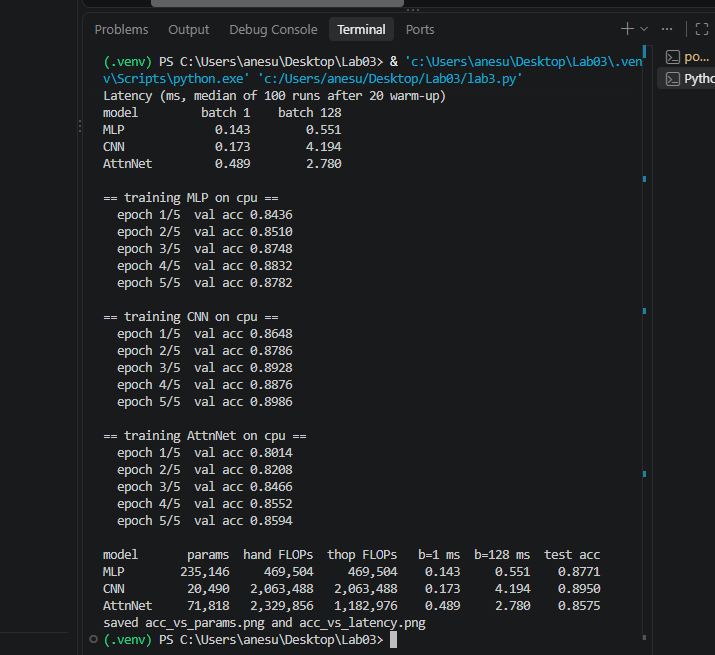 Problems Output Debug Console Terminal Ports
po...
Python
(.venv) PS C:\Users\anesu\Desktop\Lab03> & 'c:\Users\anesu\Desktop\Lab03\.ven
v\Scripts\python.exe' 'c:/Users/anesu/Desktop/Lab03/lab3.py'
Latency (ms, median of 100 runs after 20 warm-up)
model batch 1 batch 128
MLP 0.143 0.551
CNN 0.173 4.194
AttnNet 0.489 2.780
== training MLP on cpu ==
epoch 1/5 val acc 0.8436
epoch 2/5 val acc 0.8510
epoch 3/5 val acc 0.8748
epoch 4/5 val acc 0.8832
epoch 5/5 val acc 0.8782
== training CNN on cpu ==
epoch 1/5 val acc 0.8648
epoch 2/5 val acc 0.8786
epoch 3/5 val acc 0.8928
epoch 4/5 val acc 0.8876
epoch 5/5 val acc 0.8986
== training AttnNet on cpu ==
epoch 1/5 val acc 0.8014
epoch 2/5 val acc 0.8208
epoch 3/5 val acc 0.8466
epoch 4/5 val acc 0.8552
epoch 5/5 val acc 0.8594
model params hand FLOPs thop FLOPs b=1 ms b=128 ms test acc
MLP 235,146 469,504 469,504 0.143 0.551 0.8771
CNN 20,490 2,063,488 2,063,488 0.173 4.194 0.8950
AttnNet 71,818 2,329,856 1,182,976 0.489 2.780 0.8575
saved acc_vs_params.png and acc_vs_latency.png
(.venv) PS C:\Users\anesu\Desktop\Lab03>